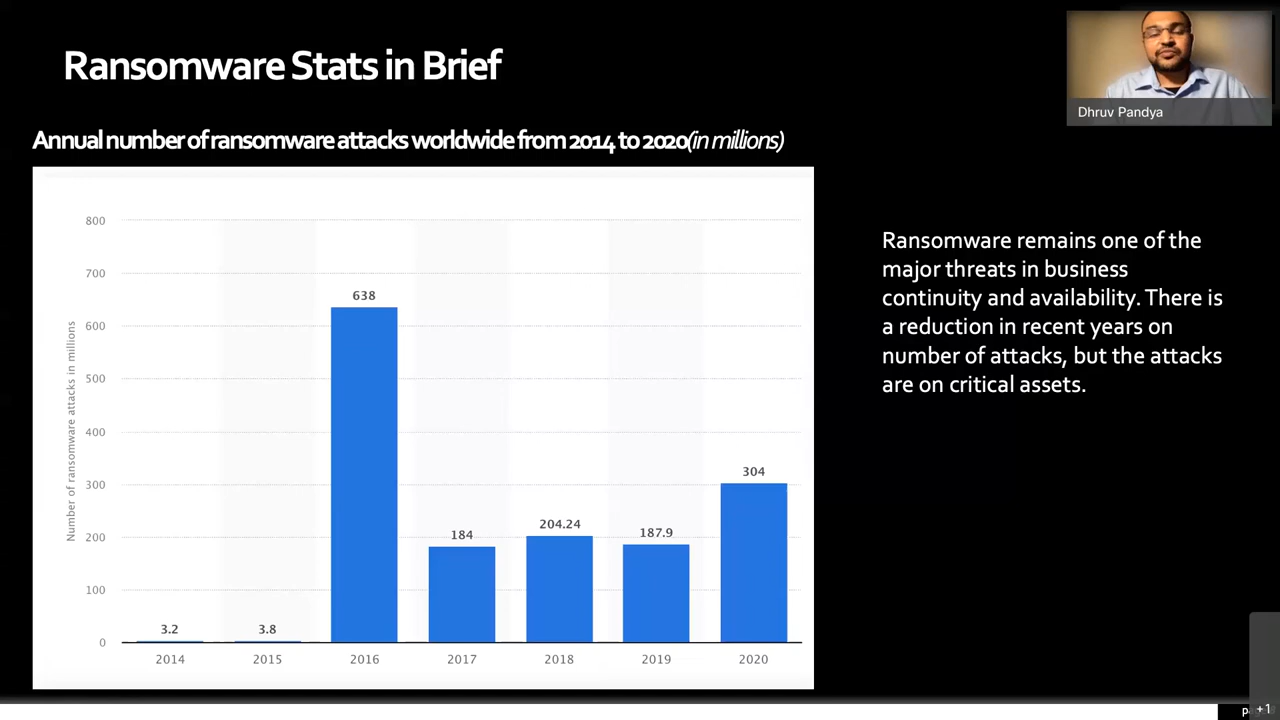 Ransomware Stats in Brief
Dhruv Pandya
Annual number of ransomware attacks worldwide from 2014 to 2020(in millions)
Number of ransomware attacks in millions
800
700
600
500
400
300
200
100
0
3.2
3.8
638
184
204.24
187.9
304
2014
2015
2016
2017
2018
2019
2020
Ransomware remains one of the
major threats in business
continuity and availability. There is
a reduction in recent years on
number of attacks, but the attacks
are on critical assets.
+1